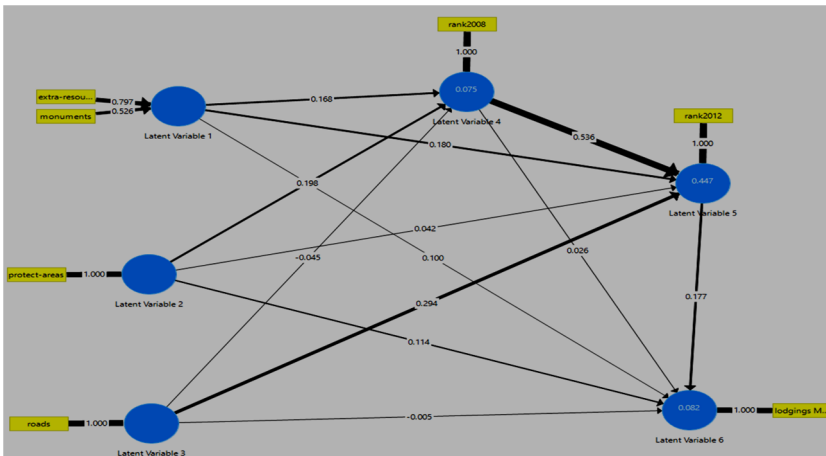 rank2008
1.000
0.075
Latent Variable 4
extra-resou...
0.797
monuments
0.526
Latent Variable 1
0.168
0.180
0.536
rank2012
1.000
0.447
Latent Variable 5
0.198
0.042
-0.045
0.100
0.026
protect-areas
1.000
Latent Variable 2
0.294
0.177
0.114
roads
1.000
Latent Variable 3
-0.005
0.082
1.000
lodgings M...
Latent Variable 6